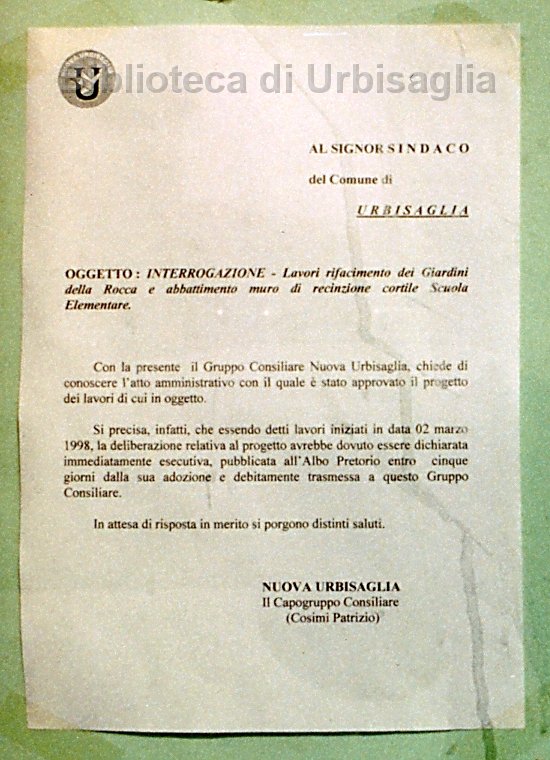 Biblioteca di Urbisaglia
U
AL SIGNOR S I N D A C O
del Comune di
U R B I S A G L I A
OGGETTO : INTERROGAZIONE - Lavori rifacimento dei Giardini
della Rocca e abbattimento muro di recinzione cortile Scuola
Elementare.
Con la presente il Gruppo Consiliare Nuova Urbisaglia, chiede di
conoscere l'atto amministrativo con il quale è stato approvato il progetto
dei lavori di cui in oggetto.
Si precisa, infatti, che essendo detti lavori iniziati in data 02 marzo
1998, la deliberazione relativa al progetto avrebbe dovuto essere dichiarata
immediatamente esecutiva, pubblicata all'Albo Pretorio entro cinque
giorni dalla sua adozione e debitamente trasmessa a questo Gruppo
Consiliare.
In attesa di risposta in merito si porgono distinti saluti.
NUOVA URBISAGLIA
Il Capogruppo Consiliare
(Cosimi Patrizio)